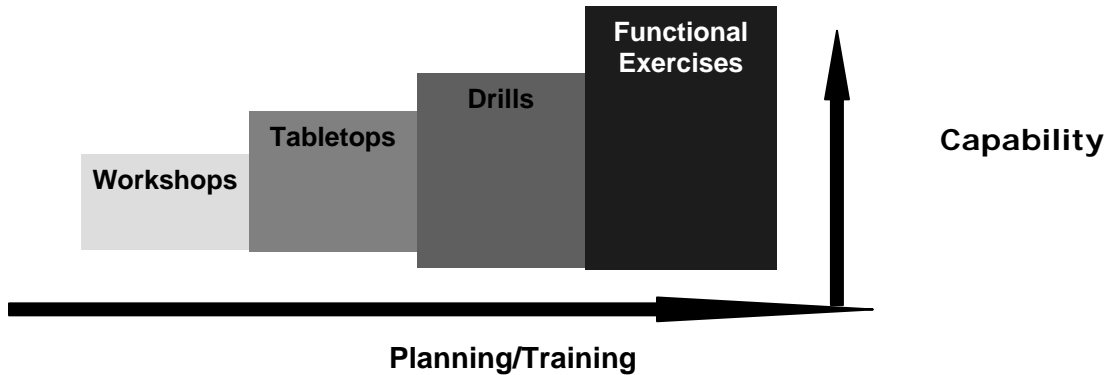 Functional
Exercises
Drills
Tabletops
Workshops
Capability
Planning/Training